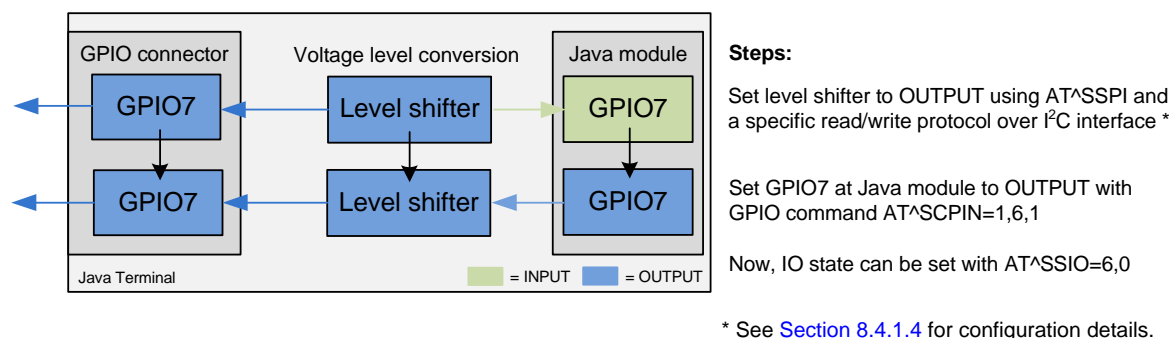 GPIO connector
Voltage level conversion
Java module
GPIO7
Level shifter
GPIO7
GPIO7
Level shifter
GPIO7
Java Terminal
= INPUT
= OUTPUT
Steps:
Set level shifter to OUTPUT using AT^SSPI and
a specific read/write protocol over I²C interface *
Set GPIO7 at Java module to OUTPUT with
GPIO command AT^SCPIN=1,6,1
Now, IO state can be set with AT^SSIO=6,0
* See Section 8.4.1.4 for configuration details.